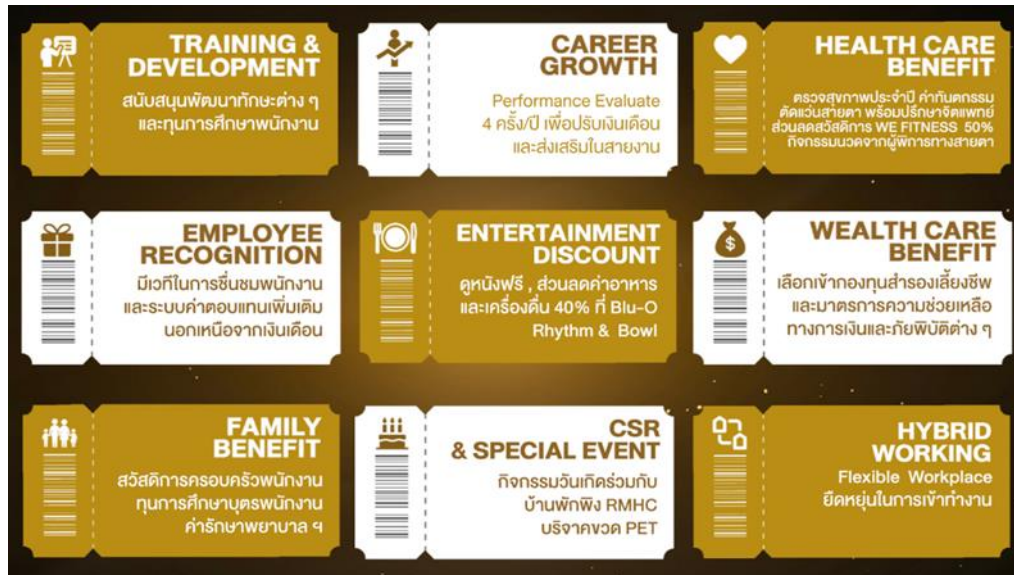 TRAINING &
DEVELOPMENT
สนับสนุนพัฒนาทักษะต่าง ๆ
และทุนการศึกษาพนักงาน
CAREER
GROWTH
Performance Evaluate
4 ครั้ง/ปี เพื่อปรับเงินเดือน
และส่งเสริมในสายงาน
HEALTH CARE
BENEFIT
ตรวจสุขภาพประจำปี ค่าทันตกรรม
ตัดแว่นสายตา พร้อมปรึกษาจิตแพทย์
ส่วนลดสวัสดิการ WE FITNESS 50%
กิจกรรมนวดจากผู้พิการทางสายตา
EMPLOYEE
RECOGNITION
มีเวทีในการชื่นชมพนักงาน
และระบบค่าตอบแทนเพิ่มเติม
นอกเหนือจากเงินเดือน
ENTERTAINMENT
DISCOUNT
ดูหนังฟรี , ส่วนลดค่าอาหาร
และเครื่องดื่ม 40% ที่ Blu-O
Rhythm & Bowl
WEALTH CARE
BENEFIT
เลือกเข้ากองทุนสำรองเลี้ยงชีพ
และมาตรการความช่วยเหลือ
ทางการเงินและภัยพิบัติต่าง ๆ
FAMILY
BENEFIT
สวัสดิการครอบครัวพนักงาน
ทุนการศึกษาบุตรพนักงาน
ค่ารักษาพยาบาล ฯ
CSR
& SPECIAL EVENT
กิจกรรมวันเกิดร่วมกับ
บ้านพักพิง RMHC
บริจาคขวด PET
HYBRID
WORKING
Flexible Workplace
ยืดหยุ่นในการเข้าทำงาน